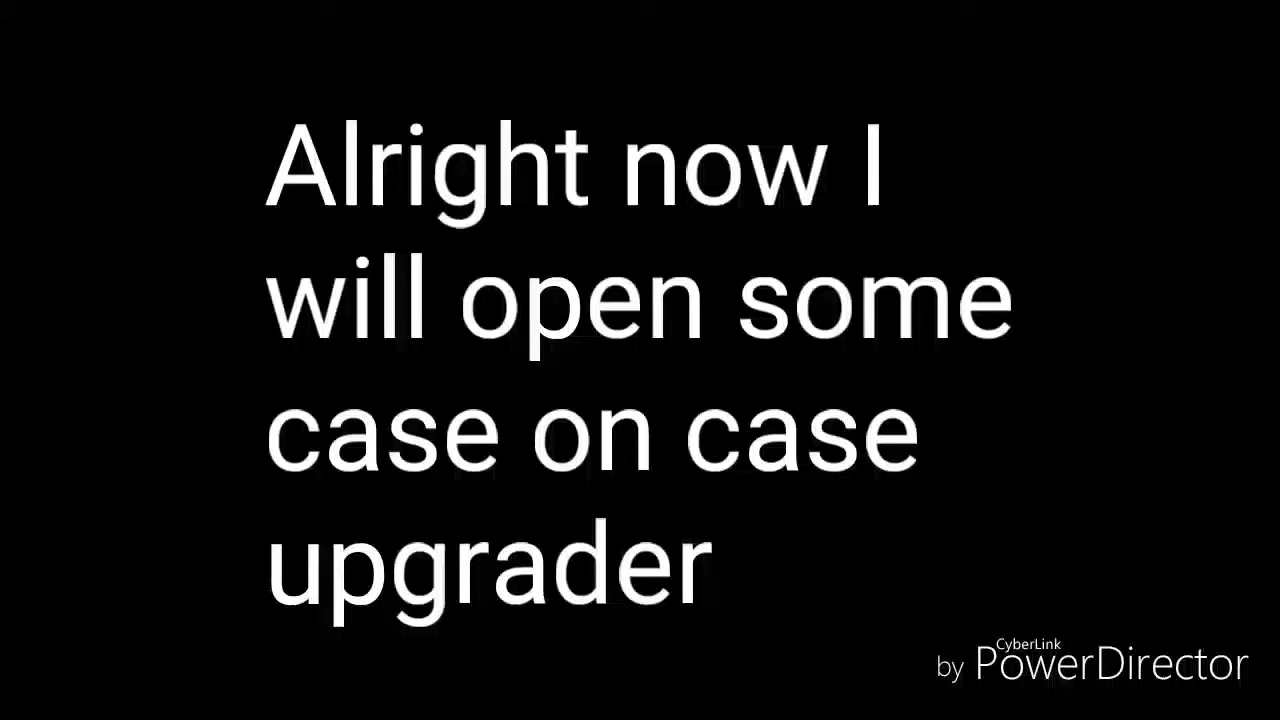 Alright now I
will open some
case on case
upgrader
CyberLink
by PowerDirector